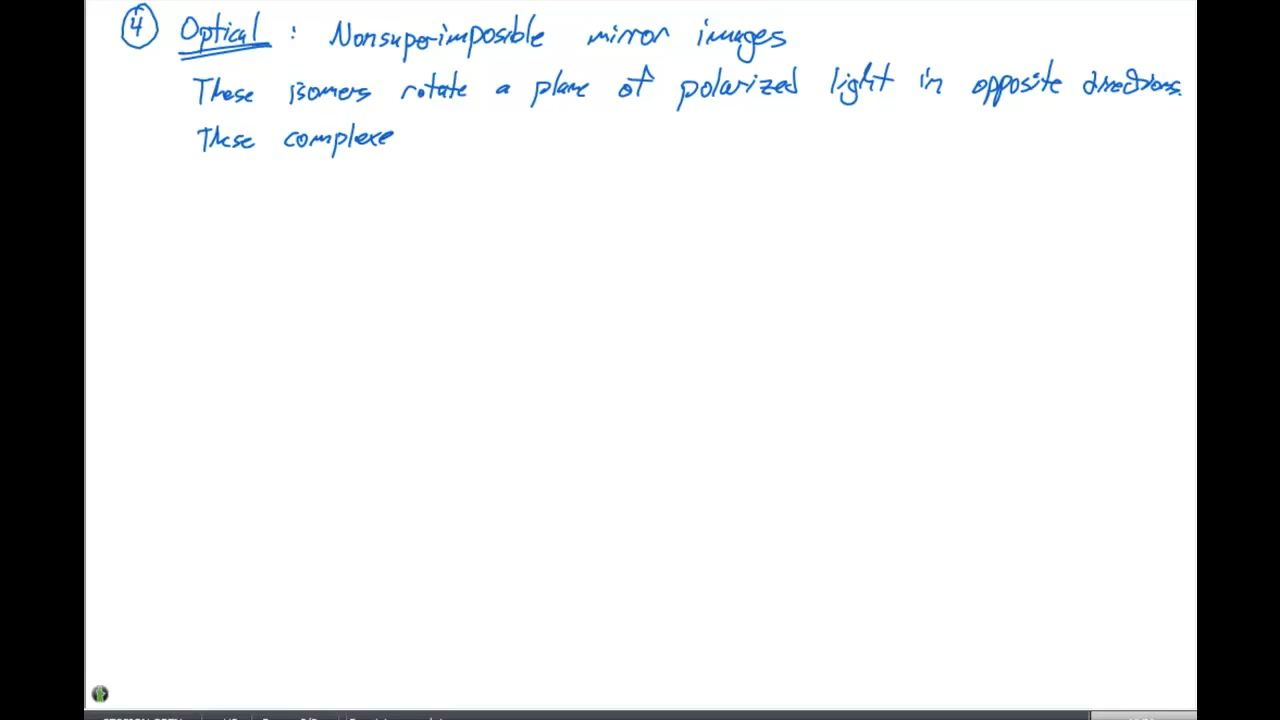 ④ Optical : Nonsuperimposible mirror images
These isomers rotate a plane of polarized light in opposite directions.
These complexe